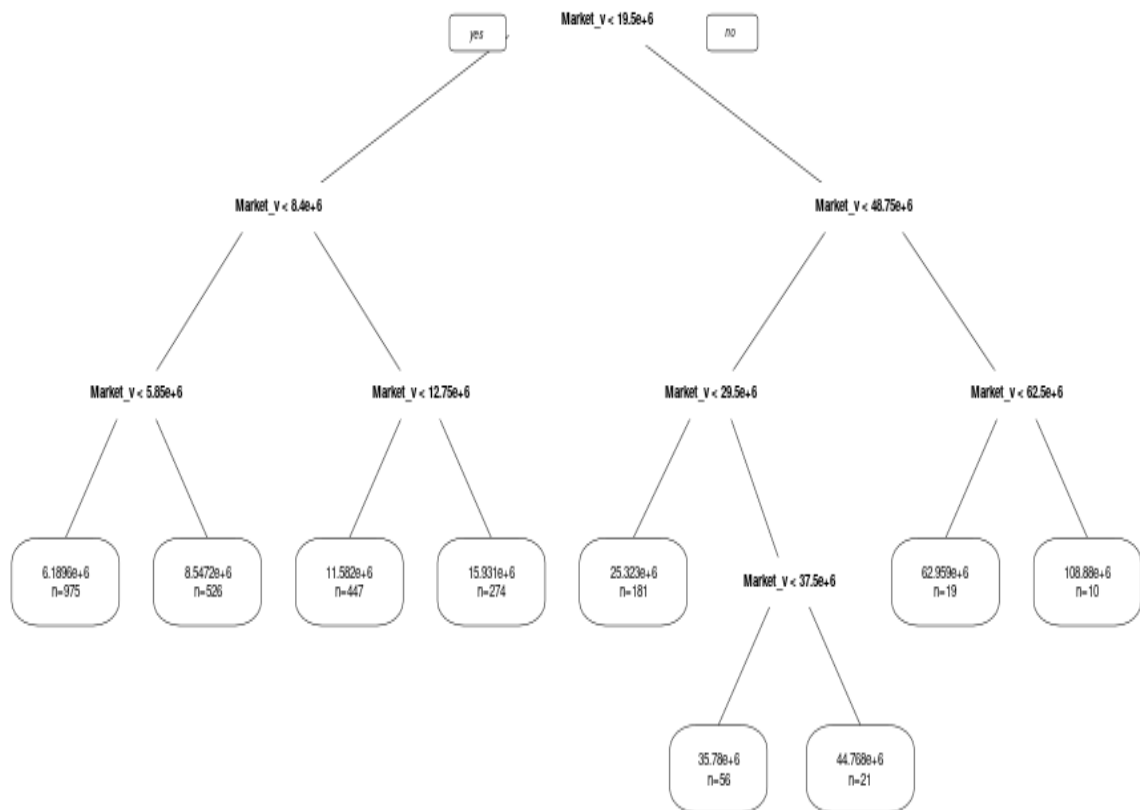 Market_v < 19.5e+6
yes
no
Market_v < 8.4e+6
Market_v < 48.75e+6
Market_v < 5.85e+6
Market_v < 12.75e+6
Market_v < 29.5e+6
Market_v < 62.5e+6
6.1896e+6
n=975
8.5472e+6
n=526
11.582e+6
n=447
15.931e+6
n=274
25.323e+6
n=181
Market_v < 37.5e+6
62.959e+6
n=19
108.88e+6
n=10
35.78e+6
n=56
44.768e+6
n=21